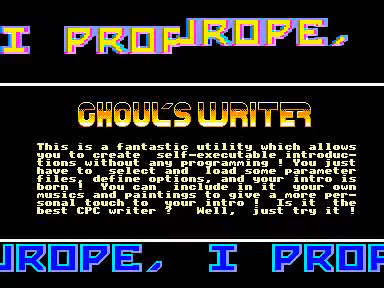 I PROP
UROPE,
GHOUL'S WRITER
This is a fantastic utility which allows
you to create self-executable introduc-
tions without any programming ! You just
have to select and load some parameter
files, define options, and your intro is
born ! You can include in it your own
musics and paintings to give a more per-
sonal touch to your intro ! Is it the
best CPC writer ? Well, just try it !
UROPE, I PROP